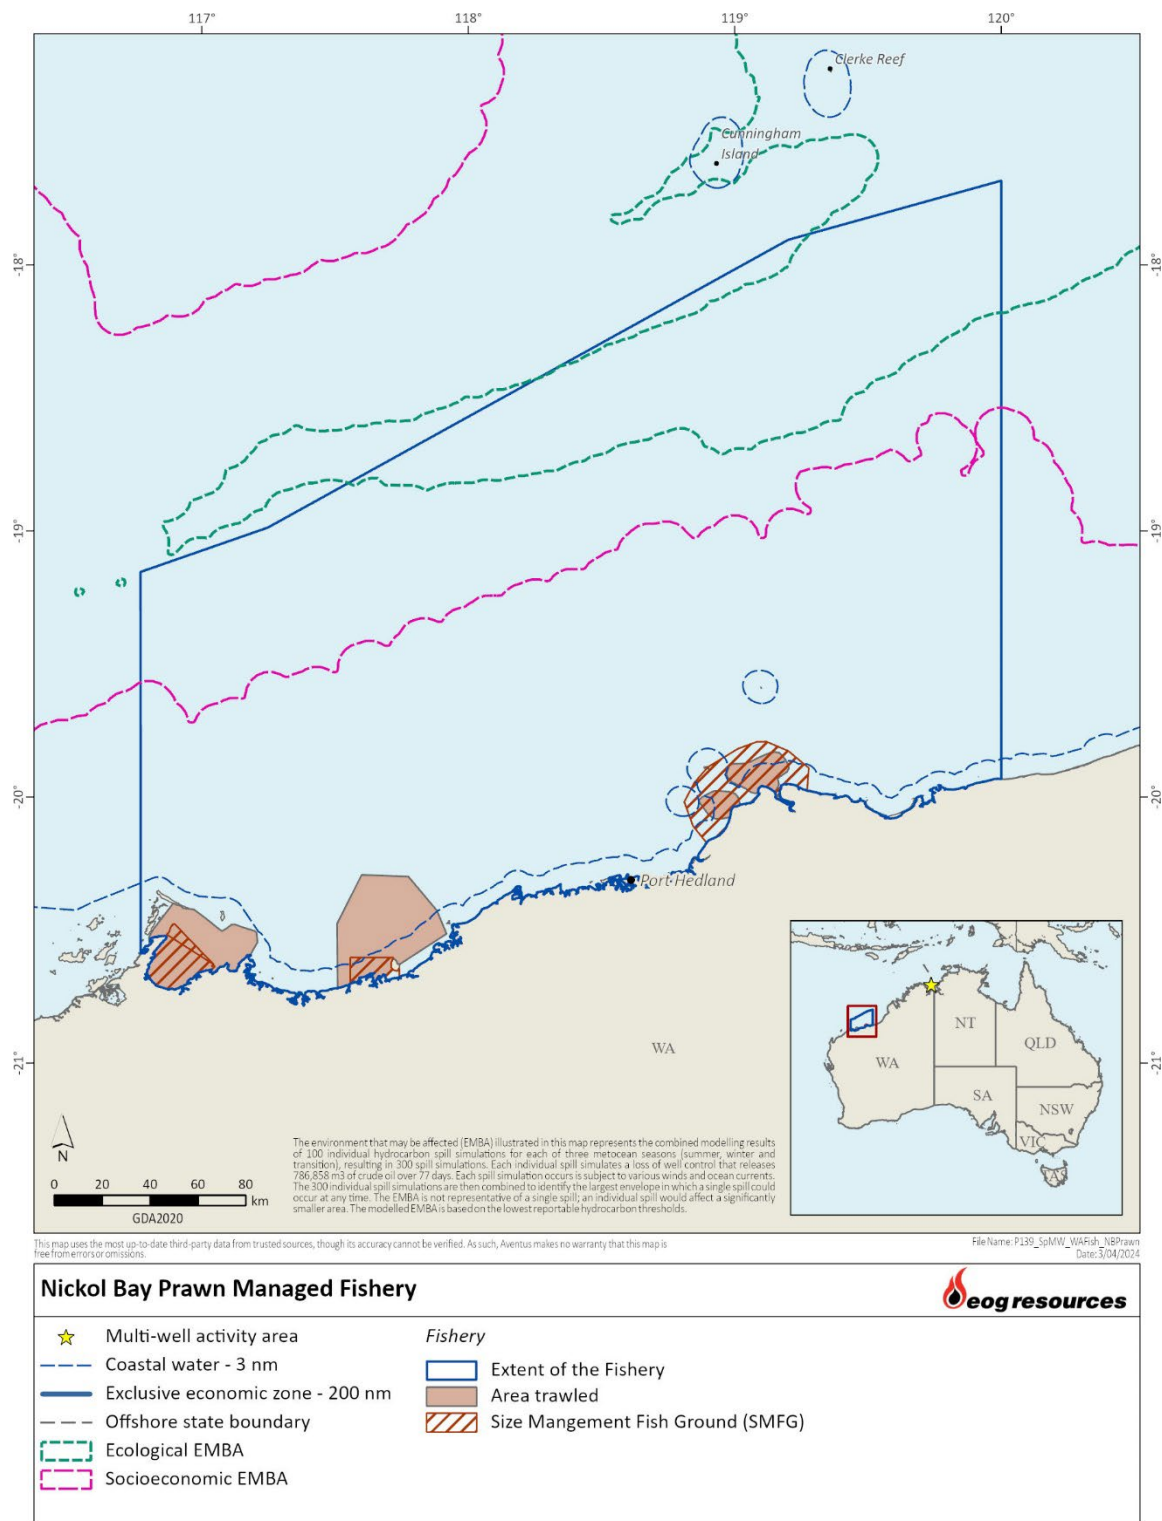 117°
118°
119°
120°
Clerke Reef
Cunningham
Island
-18°
-18°
-19°
-19°
-20°
-20°
Port Hedland
WA
-21°
-21°
NT
QLD
WA
SA
NSW
VIC
TAS
N
0 20 40 60 80
km
GDA2020
The environment that may be affected (EMBA) illustrated in this map represents the combined modelling results
of 100 individual hydrocarbon spill simulations for each of three metocean seasons (summer, winter and
transition), resulting in 300 spill simulations. Each individual spill simulates a loss of well control that releases
786,858 m3 of crude oil over 77 days. Each spill simulation occurs is subject to various winds and ocean currents.
The 300 individual spill simulations are then combined to identify the largest envelope in which a single spill could
occur at any time. The EMBA is not representative of a single spill; an individual spill would affect a significantly
smaller area. The modelled EMBA is based on the lowest reportable hydrocarbon thresholds.
This map uses the most up-to-date third-party data from trusted sources, though its accuracy cannot be verified. As such, Aventus makes no warranty that this map is
free from errors or omissions.
File Name: P139_SpMW_WAFish_NBPrawn
Date: 3/04/2024
Nickol Bay Prawn Managed Fishery
eog resources
Multi-well activity area
Coastal water - 3 nm
Exclusive economic zone - 200 nm
Offshore state boundary
Ecological EMBA
Socioeconomic EMBA
Fishery
Extent of the Fishery
Area trawled
Size Mangement Fish Ground (SMFG)